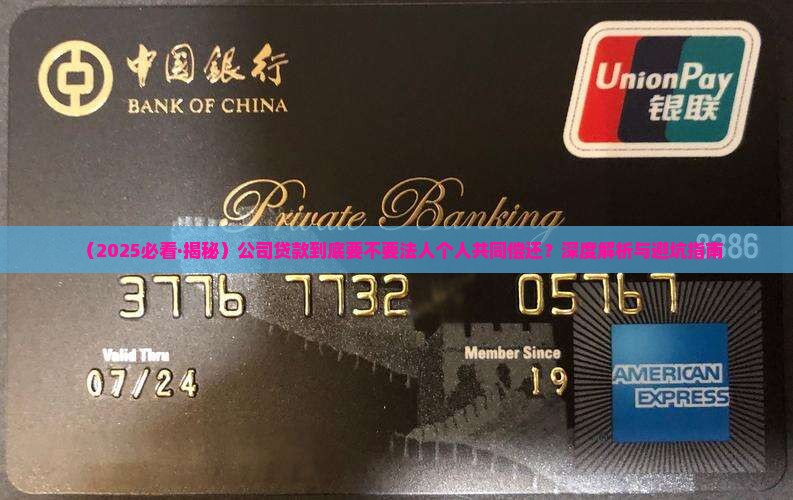 中国银行
BANK OF CHINA
UnionPay
银联
Private Banking
（2025必看·揭秘）公司贷款到底要不要法人个人共同偿还？深度解析与避坑指南
3776 7732 05767
Valid Thru
07/24
Member Since
19
AMERICAN
EXPRESS